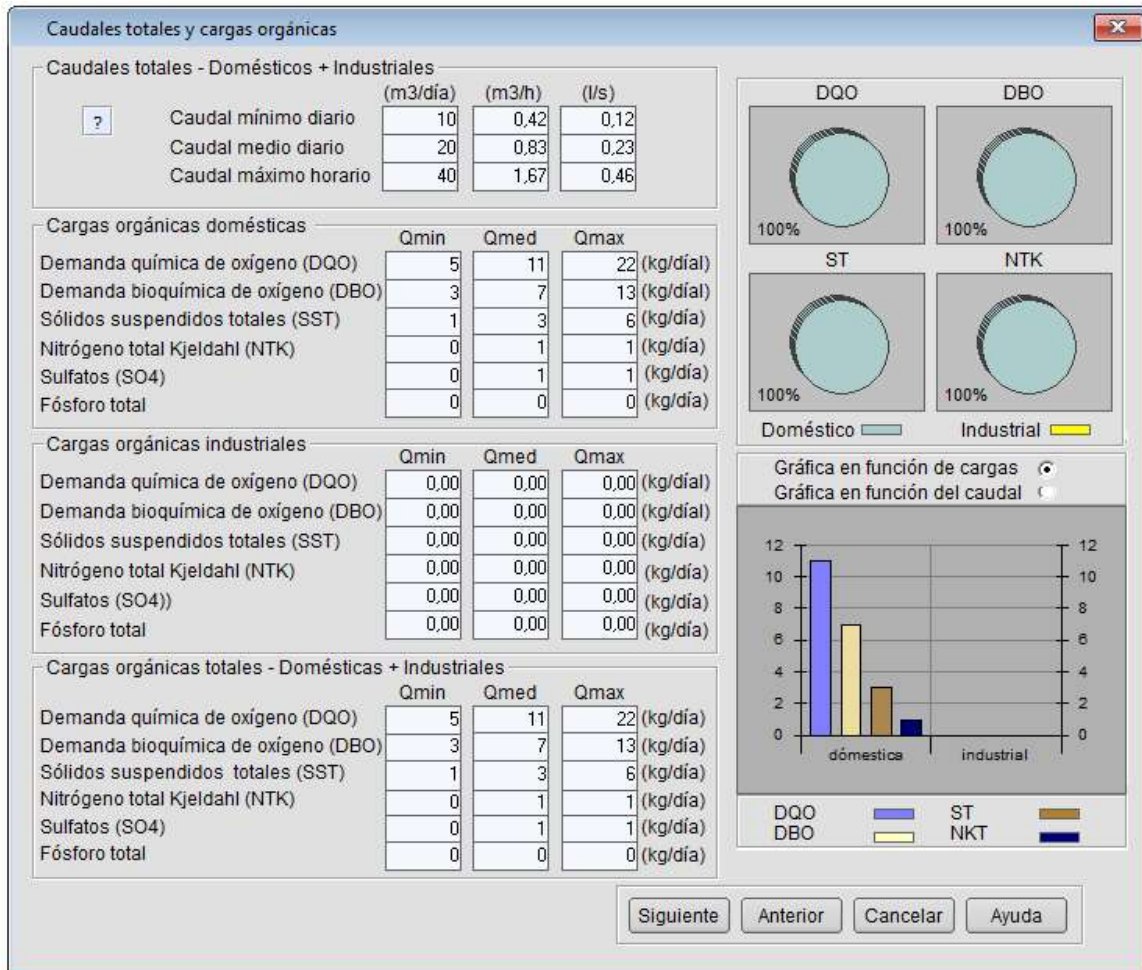 Caudales totales y cargas orgánicas
Caudales totales - Domésticos + Industriales
(m3/día) (m3/h) (l/s)
?
Caudal mínimo diario 10 0,42 0,12
Caudal medio diario 20 0,83 0,23
Caudal máximo horario 40 1,67 0,46
Cargas orgánicas domésticas
Qmin Qmed Qmax
Demanda química de oxígeno (DQO) 5 11 22 (kg/díal)
Demanda bioquímica de oxígeno (DBO) 3 7 13 (kg/díal)
Sólidos suspendidos totales (SST) 1 3 6 (kg/día)
Nitrógeno total Kjeldahl (NTK) 0 1 1 (kg/día)
Sulfatos (SO4) 0 1 1 (kg/día)
Fósforo total 0 0 0 (kg/día)
Cargas orgánicas industriales
Qmin Qmed Qmax
Demanda química de oxígeno (DQO) 0,00 0,00 0,00 (kg/díal)
Demanda bioquímica de oxígeno (DBO) 0,00 0,00 0,00 (kg/díal)
Sólidos suspendidos totales (SST) 0,00 0,00 0,00 (kg/día)
Nitrógeno total Kjeldahl (NTK) 0,00 0,00 0,00 (kg/día)
Sulfatos (SO4)) 0,00 0,00 0,00 (kg/día)
Fósforo total 0,00 0,00 0,00 (kg/día)
Cargas orgánicas totales - Domésticas + Industriales
Qmin Qmed Qmax
Demanda química de oxígeno (DQO) 5 11 22 (kg/día)
Demanda bioquímica de oxígeno (DBO) 3 7 13 (kg/día)
Sólidos suspendidos totales (SST) 1 3 6 (kg/día)
Nitrógeno total Kjeldahl (NTK) 0 1 1 (kg/día)
Sulfatos (SO4) 0 1 1 (kg/día)
Fósforo total 0 0 0 (kg/día)
DQO DBO
100% 100%
ST NTK
100% 100%
Doméstico Industrial
Gráfica en función de cargas
Gráfica en función del caudal
12 12
10 10
8 8
6 6
4 4
2 2
0 0
dómestica industrial
DQO ST
DBO NKT
Siguiente Anterior Cancelar Ayuda